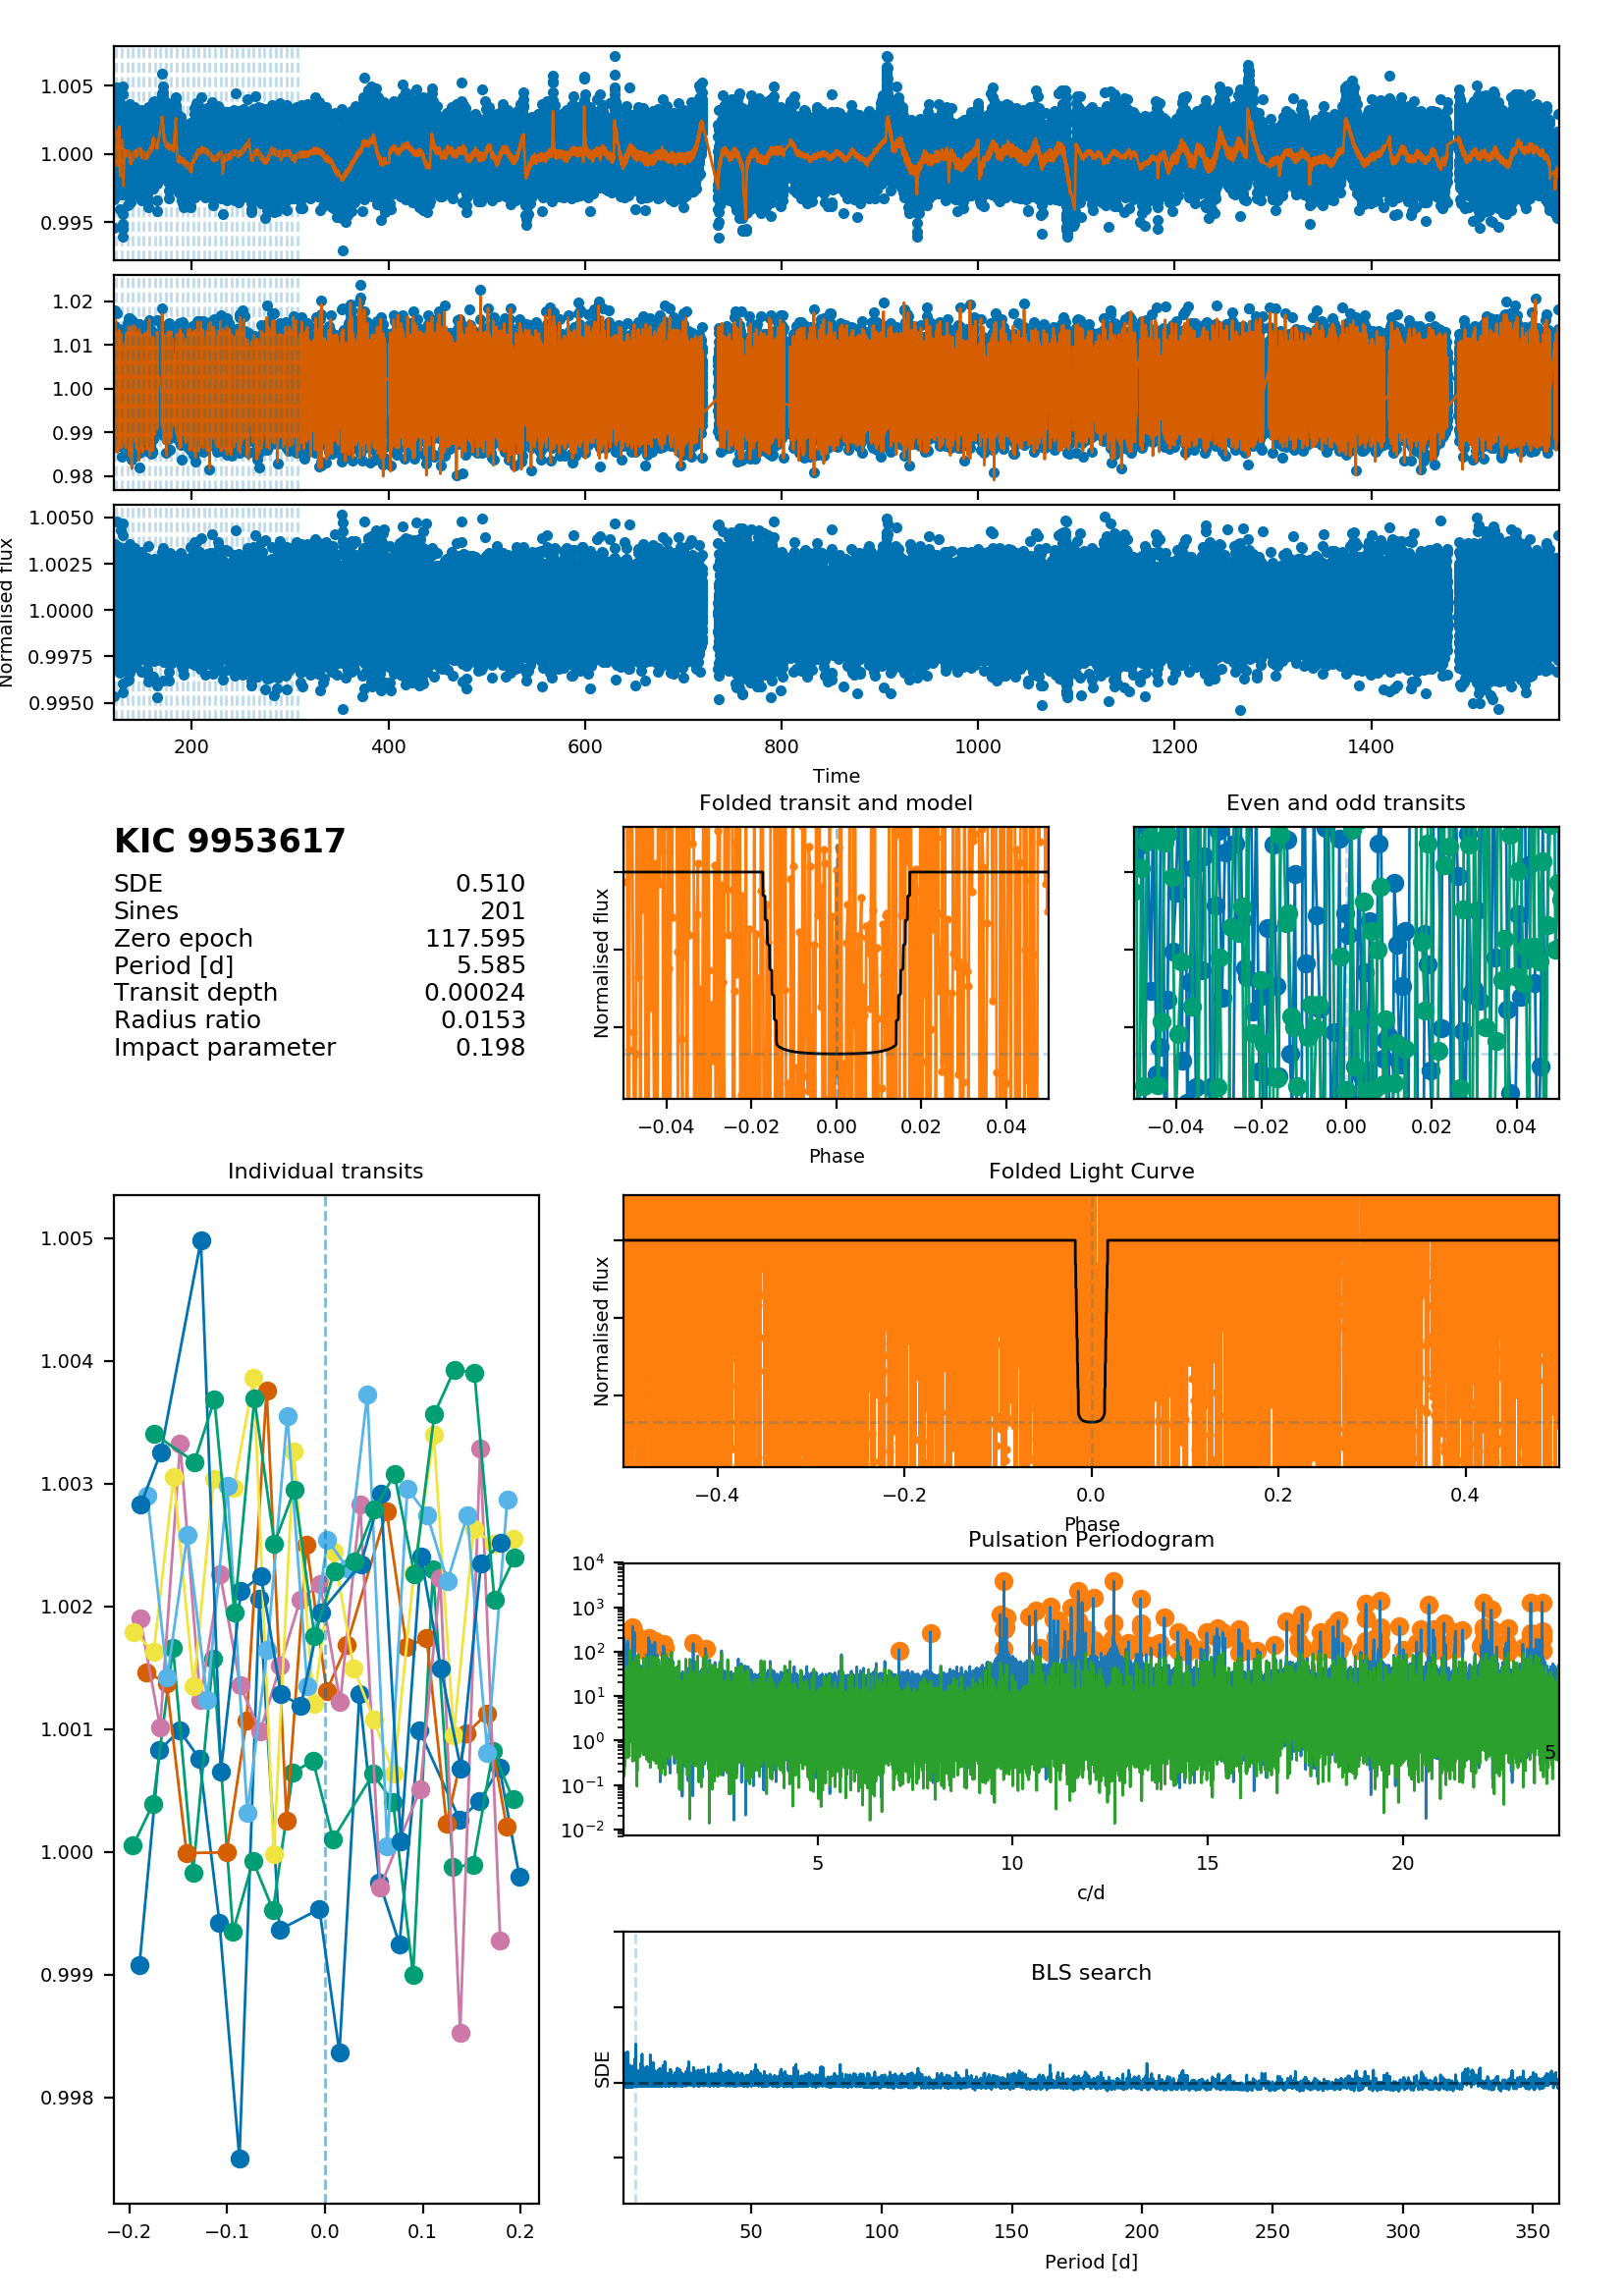 1.005
1.000
0.995
1.02
1.01
1.00
0.99
0.98
1.0050
1.0025
1.0000
0.9975
0.9950
Normalised flux
200 400 600 800 1000 1200 1400
Time
KIC 9953617
SDE 0.510
Sines 201
Zero epoch 117.595
Period [d] 5.585
Transit depth 0.00024
Radius ratio 0.0153
Impact parameter 0.198
Folded transit and model
Normalised flux
−0.04 −0.02 0.00 0.02 0.04
Phase
Even and odd transits
−0.04 −0.02 0.00 0.02 0.04
Individual transits
1.005
1.004
1.003
1.002
1.001
1.000
0.999
0.998
−0.2 −0.1 0.0 0.1 0.2
Folded Light Curve
Normalised flux
−0.4 −0.2 0.0 0.2 0.4
Phase
Pulsation Periodogram
10⁴
10³
10²
10¹
10⁰
10⁻¹
10⁻²
5
5 10 15 20
c/d
BLS search
SDE
50 100 150 200 250 300 350
Period [d]